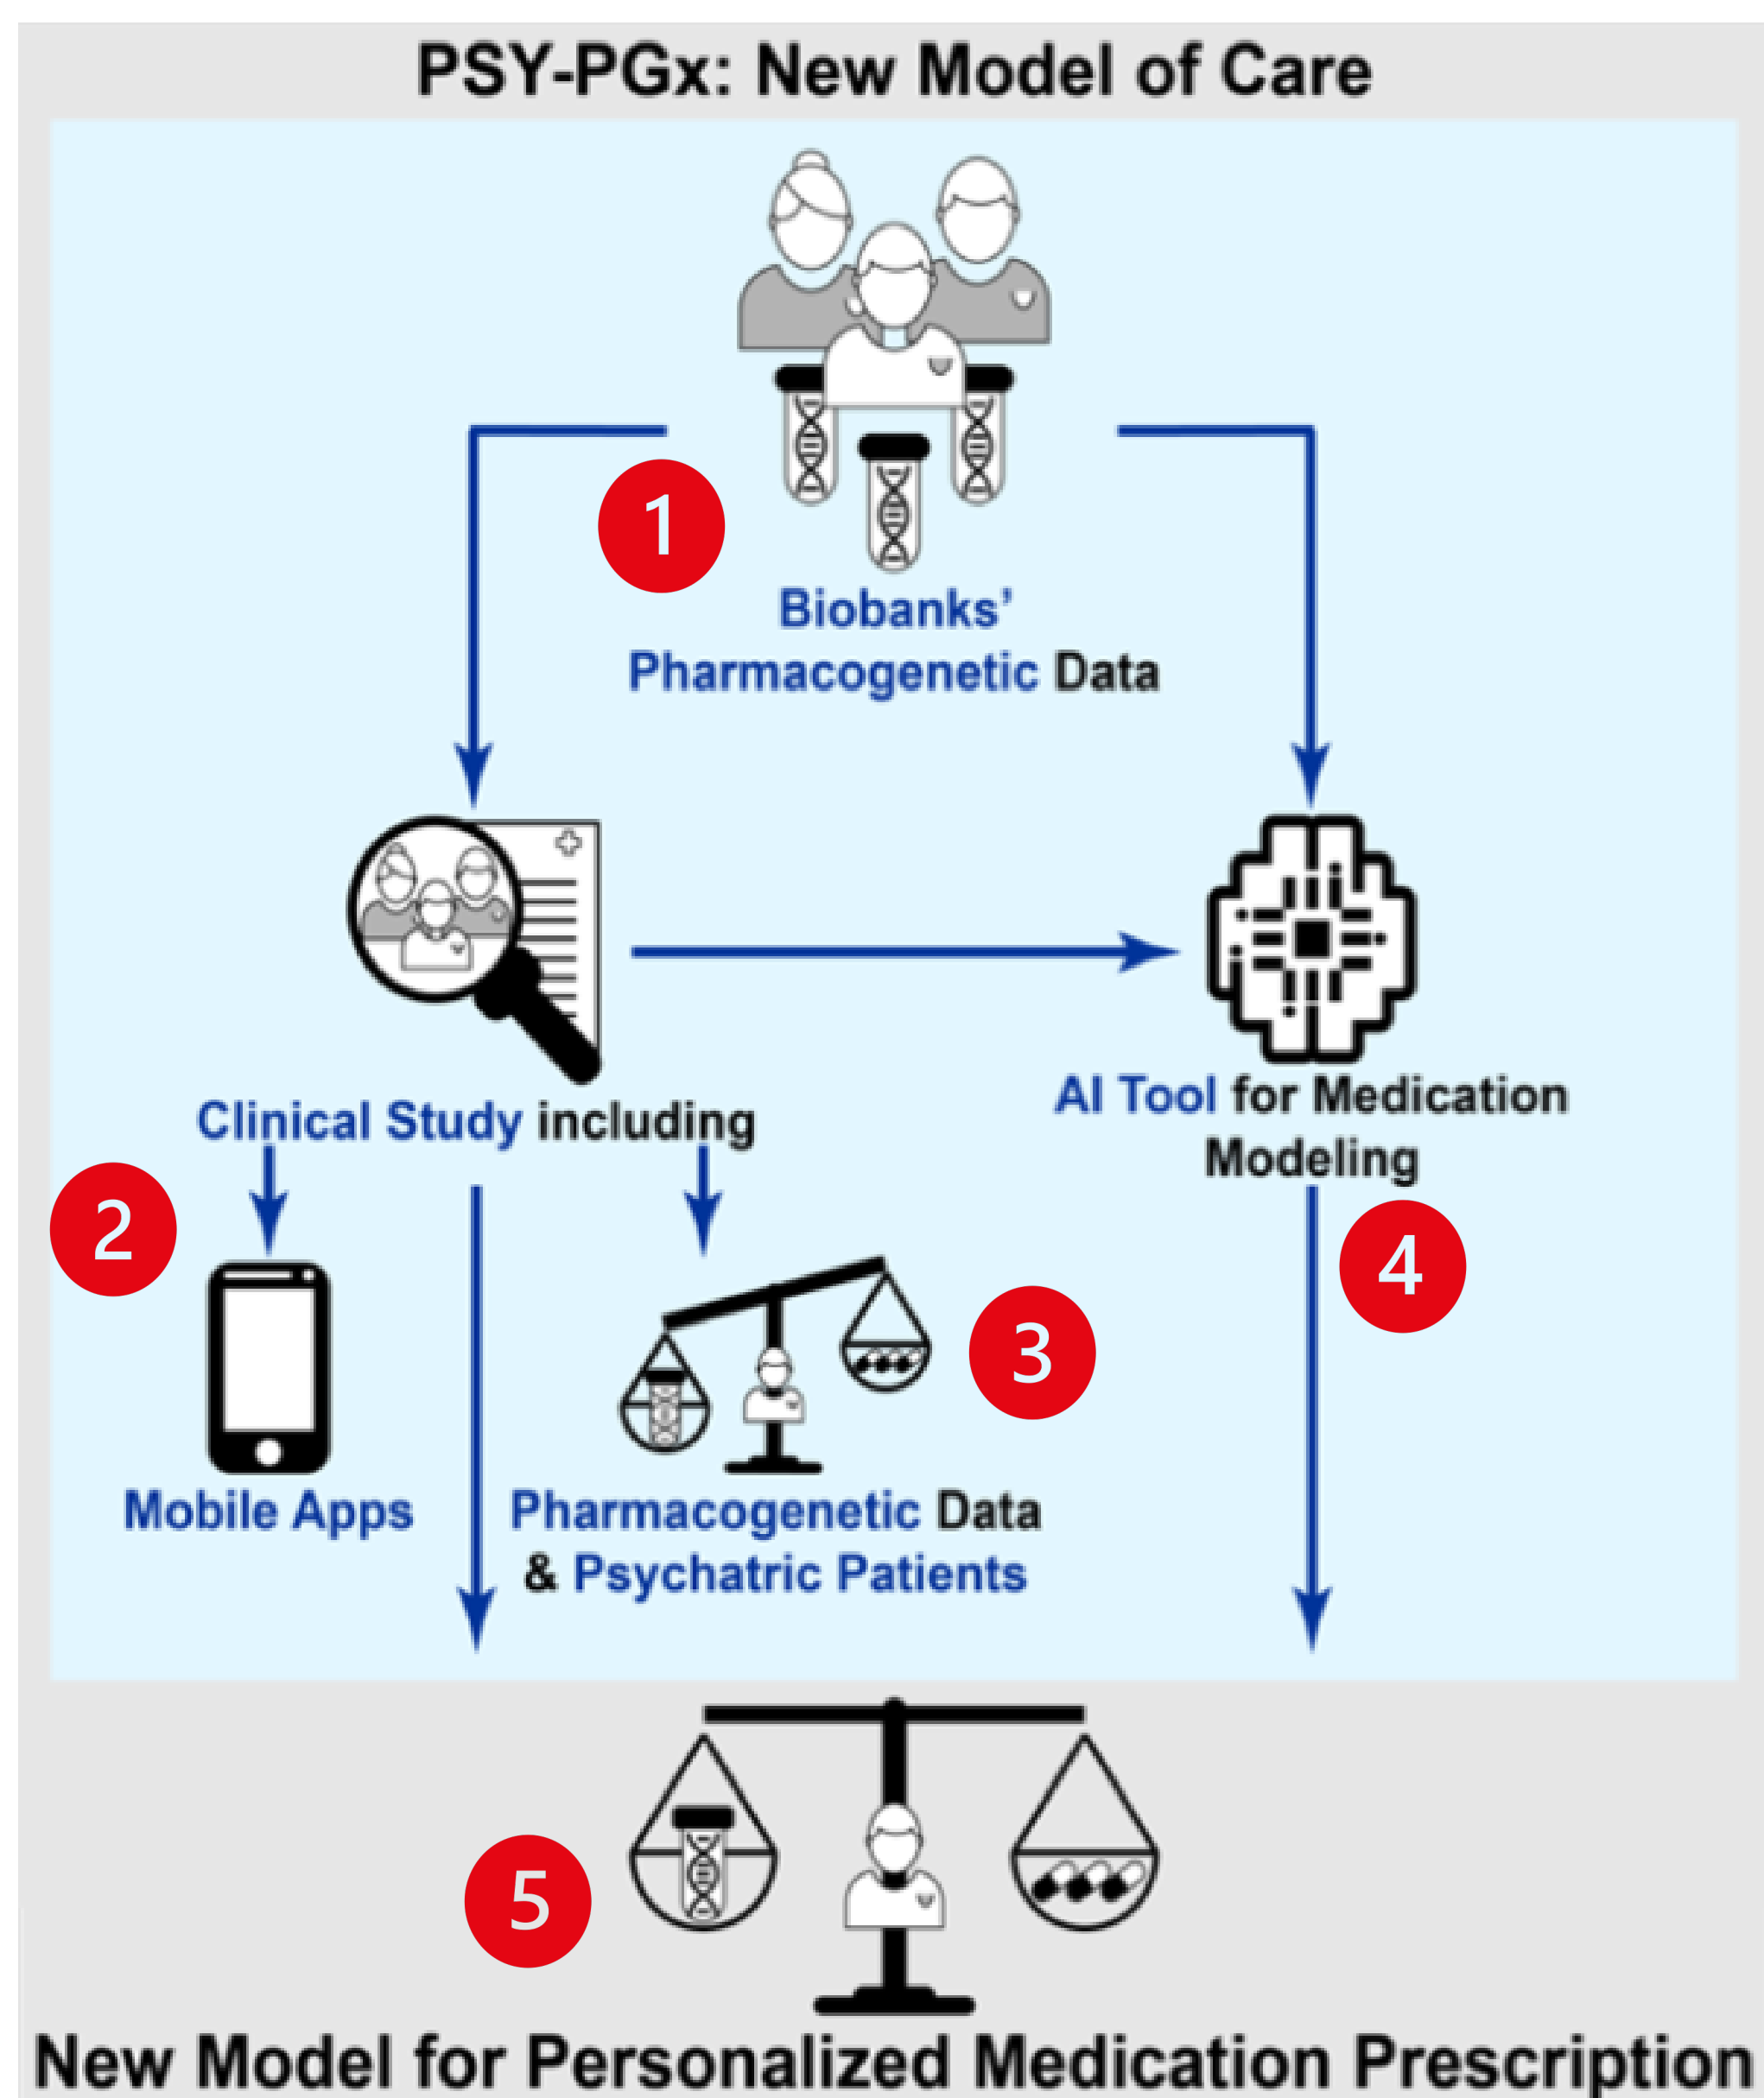 PSY-PGx: New Model of Care
1
Biobanks’
Pharmacogenetic Data
Clinical Study including
AI Tool for Medication
Modeling
2
4
3
Mobile Apps
Pharmacogenetic Data
& Psychatric Patients
5
New Model for Personalized Medication Prescription